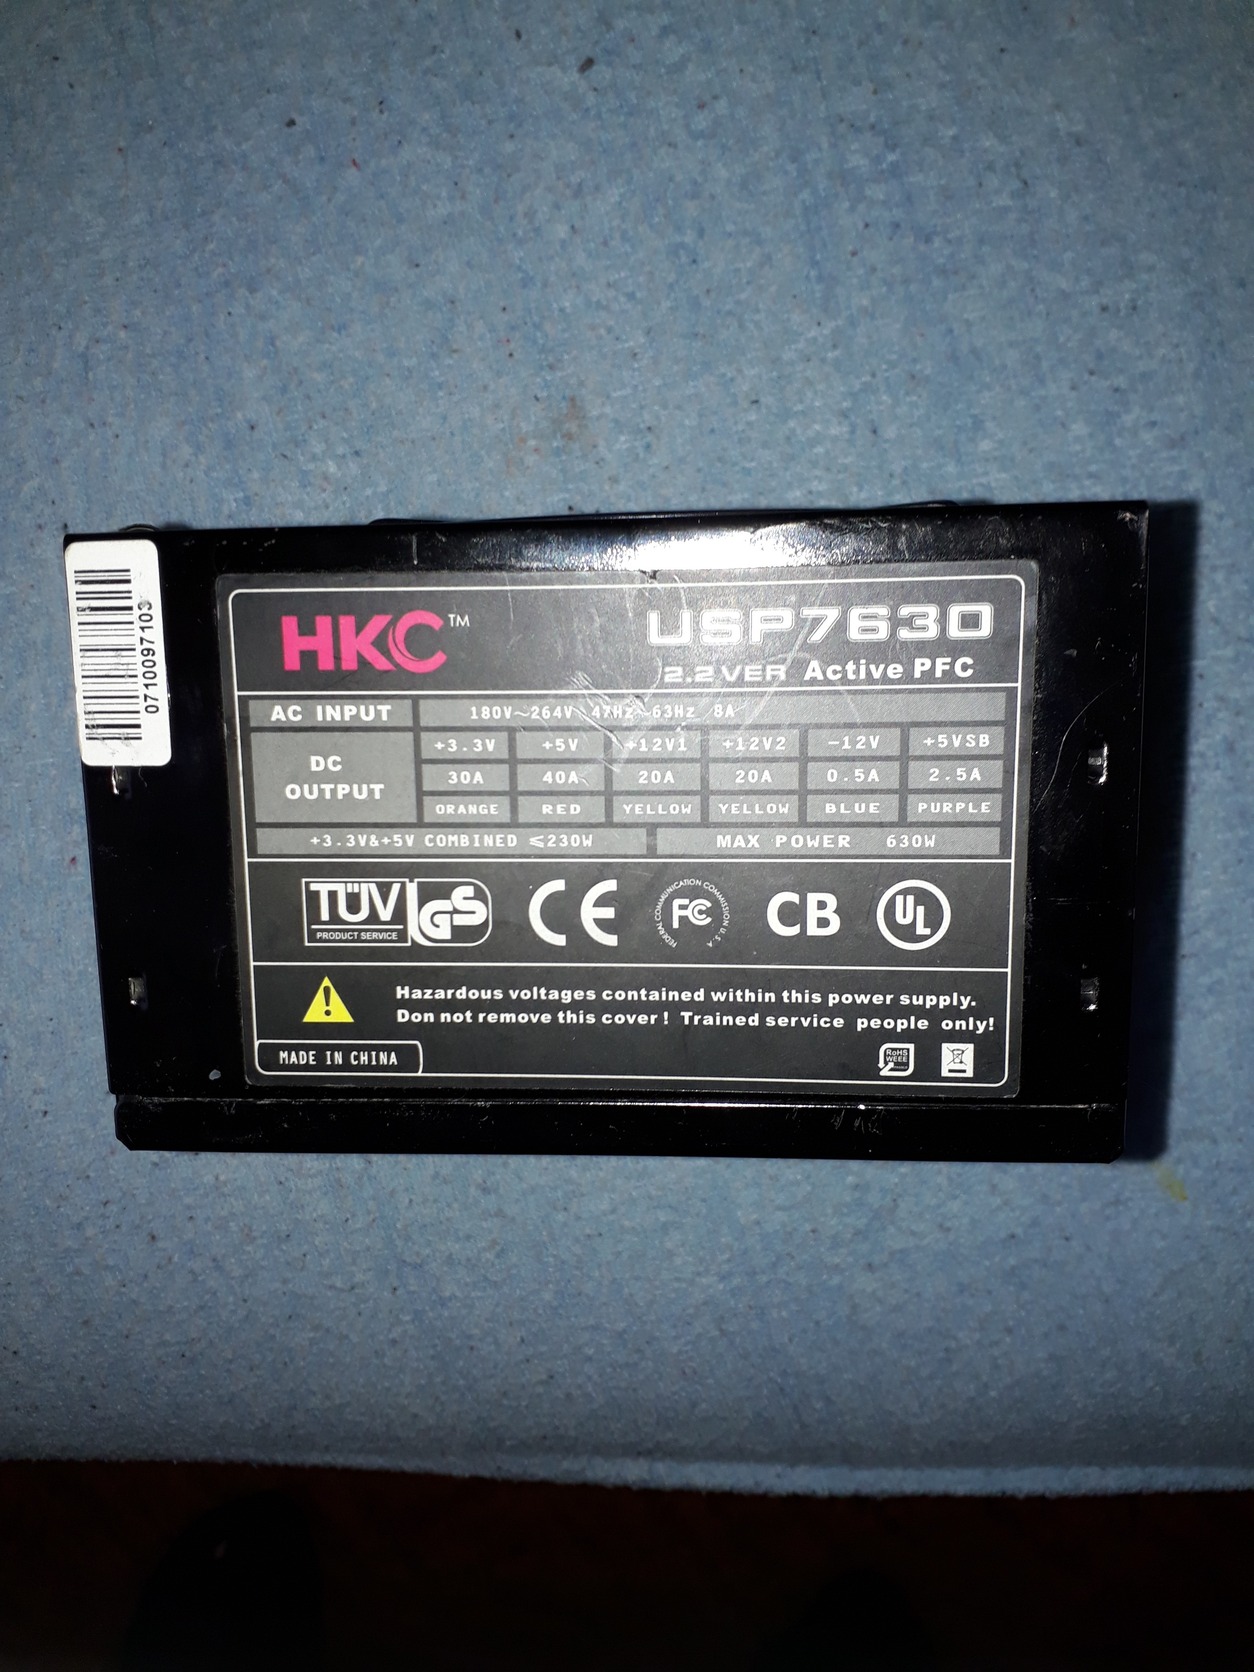 0710097103
HKC™
USP7630
2.2VER Active PFC
AC INPUT 180V~264V 47Hz~63Hz 8A
DC OUTPUT +3.3V +5V +12V1 +12V2 -12V +5VSB
30A 40A 20A 20A 0.5A 2.5A
ORANGE RED YELLOW YELLOW BLUE PURPLE
+3.3V&+5V COMBINED ≤230W MAX POWER 630W
TÜV GS CE FC CB UL
PRODUCT SERVICE
FEDERAL COMMUNICATION COMMISSION U.S.A
Hazardous voltages contained within this power supply.
Don not remove this cover! Trained service people only!
MADE IN CHINA
RoHS
WEEE